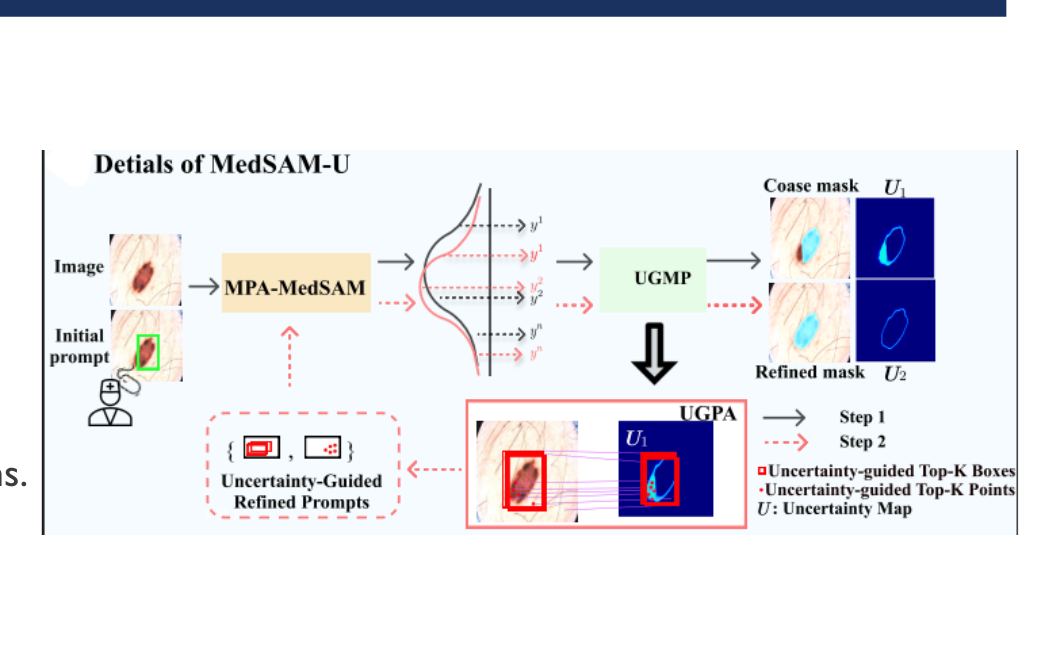 Detials of MedSAM-U
Coase mask U₁
Image
MPA-MedSAM
y¹
y¹
y²
y²
yⁿ
yⁿ
UGMP
Initial
prompt
Refined mask U₂
UGPA
U₁
Step 1
Step 2
{ , }
Uncertainty-Guided
Refined Prompts
Uncertainty-guided Top-K Boxes
Uncertainty-guided Top-K Points
U: Uncertainty Map